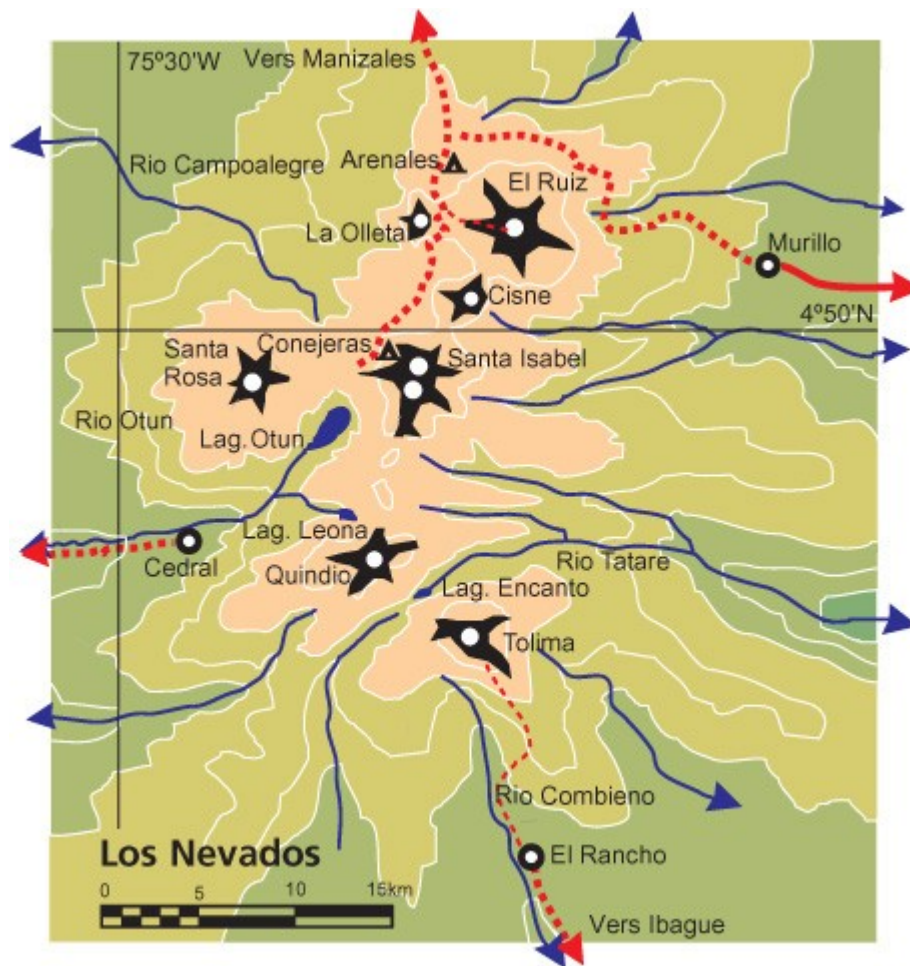 75º30'W
Vers Manizales
Rio Campoalegre
Arenales
El Ruiz
La Olleta
Murillo
Cisne
4º50'N
Santa
Rosa
Conejeras
Santa Isabel
Rio Otun
Lag. Otun
Lag. Leona
Cedral
Quindio
Rio Tatare
Lag. Encanto
Tolima
Rio Combieno
Los Nevados
El Rancho
0 5 10 15km
Vers Ibague